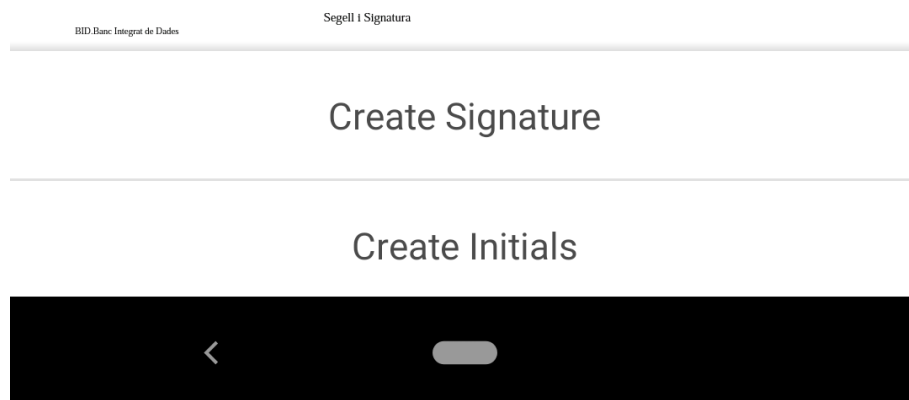 Segell i Signatura
BID.Banc Integrat de Dades
Create Signature
Create Initials